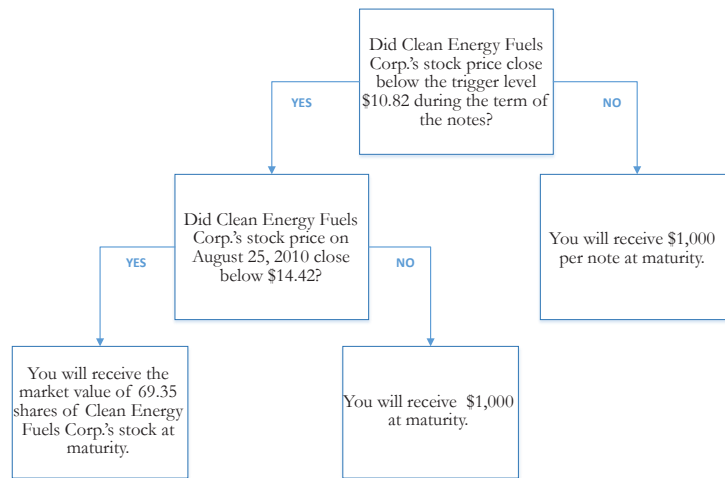 Did Clean Energy Fuels
Corp.'s stock price close
below the trigger level
$10.82 during the term of
the notes?
YES
NO
Did Clean Energy Fuels
Corp.'s stock price on
August 25, 2010 close
below $14.42?
You will receive $1,000
per note at maturity.
YES
NO
You will receive the
market value of 69.35
shares of Clean Energy
Fuels Corp.'s stock at
maturity.
You will receive $1,000
at maturity.